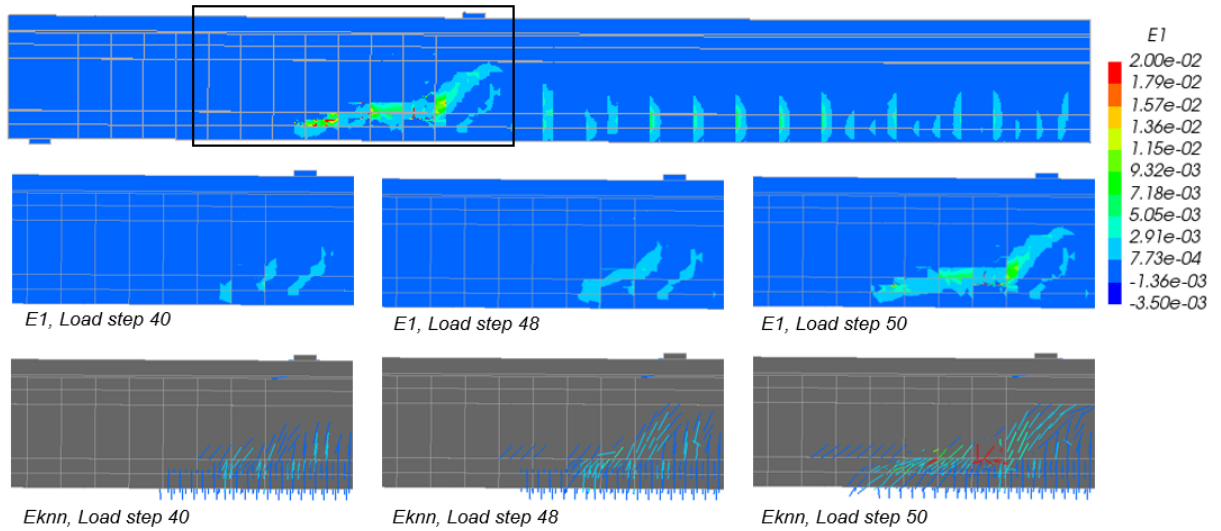 E1
2.00e-02
1.79e-02
1.57e-02
1.36e-02
1.15e-02
9.32e-03
7.18e-03
5.05e-03
2.91e-03
7.73e-04
-1.36e-03
-3.50e-03
E1, Load step 40
E1, Load step 48
E1, Load step 50
Eknn, Load step 40
Eknn, Load step 48
Eknn, Load step 50